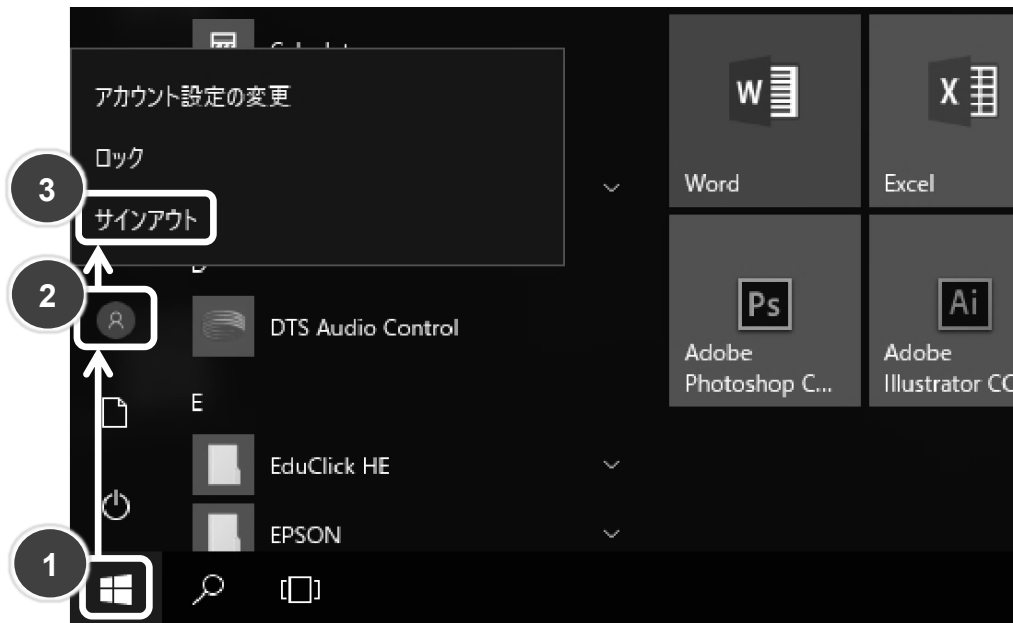 アカウント設定の変更
ロック
3
サインアウト
2
DTS Audio Control
E
EduClick HE
EPSON
1
W
Word
X
Excel
Ps
Adobe
Photoshop C...
Ai
Adobe
Illustrator CC